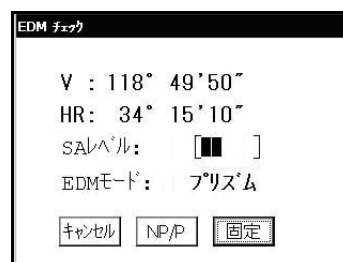 EDM ﾁｪｯｸ
V : 118° 49'50"
HR: 34° 15'10"
SAﾚﾍﾞﾙ: [██ ]
EDMﾓｰﾄﾞ: ﾌﾟﾘｽﾞﾑ
ｷｬﾝｾﾙ NP/P 固定